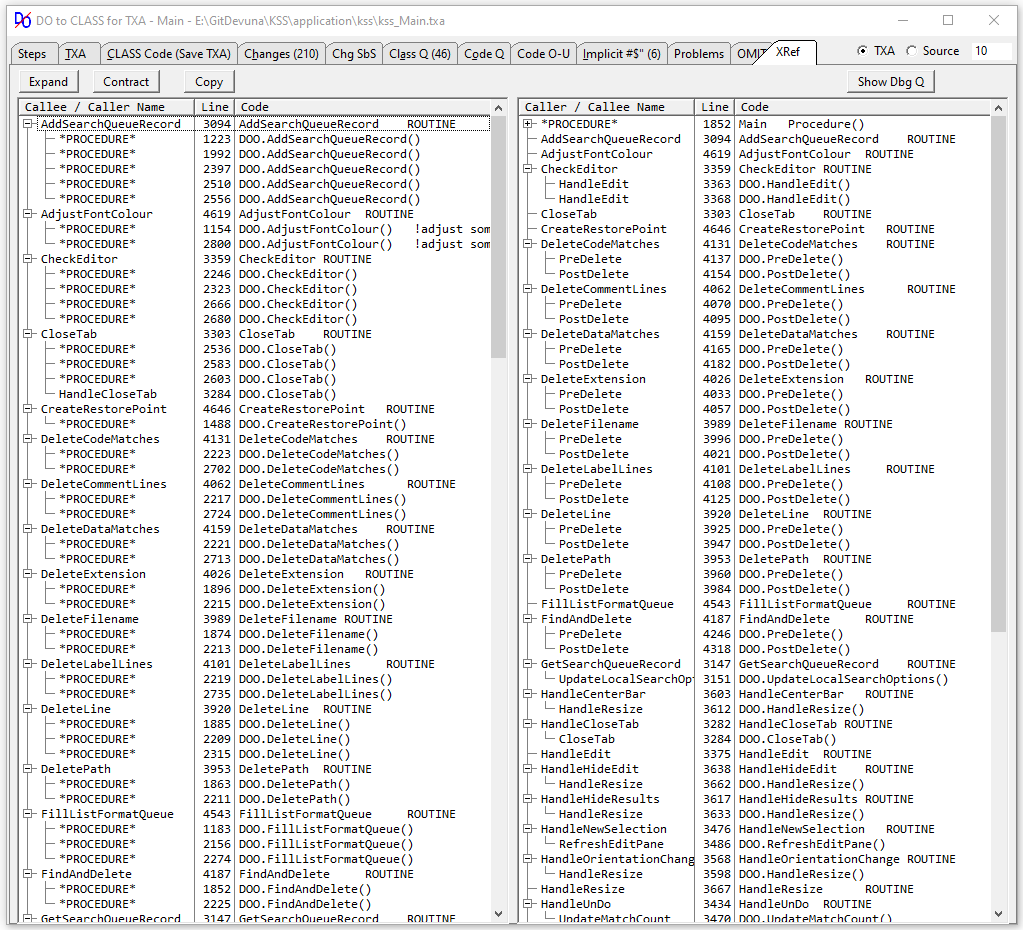 DO to CLASS for TXA - Main - E:\GitDevuna\KSS\application\kss\kss_Main.txa
Steps TXA CLASS Code (Save TXA) Changes (210) Chg SbS Class Q (46) Code Q Code O-U Implicit #$" (6) Problems OMIT XRef TXA Source 10
Expand Contract Copy Show Dbg Q
Callee / Caller Name Line Code
AddSearchQueueRecord 3094 AddSearchQueueRecord ROUTINE
*PROCEDURE* 1223 DOO.AddSearchQueueRecord()
*PROCEDURE* 1992 DOO.AddSearchQueueRecord()
*PROCEDURE* 2397 DOO.AddSearchQueueRecord()
*PROCEDURE* 2510 DOO.AddSearchQueueRecord()
*PROCEDURE* 2556 DOO.AddSearchQueueRecord()
AdjustFontColour 4619 AdjustFontColour ROUTINE
*PROCEDURE* 1154 DOO.AdjustFontColour() !adjust som
*PROCEDURE* 2800 DOO.AdjustFontColour() !adjust som
CheckEditor 3359 CheckEditor ROUTINE
*PROCEDURE* 2246 DOO.CheckEditor()
*PROCEDURE* 2323 DOO.CheckEditor()
*PROCEDURE* 2666 DOO.CheckEditor()
*PROCEDURE* 2680 DOO.CheckEditor()
CloseTab 3303 CloseTab ROUTINE
*PROCEDURE* 2536 DOO.CloseTab()
*PROCEDURE* 2583 DOO.CloseTab()
*PROCEDURE* 2603 DOO.CloseTab()
HandleCloseTab 3284 DOO.CloseTab()
CreateRestorePoint 4646 CreateRestorePoint ROUTINE
*PROCEDURE* 1488 DOO.CreateRestorePoint()
DeleteCodeMatches 4131 DeleteCodeMatches ROUTINE
*PROCEDURE* 2223 DOO.DeleteCodeMatches()
*PROCEDURE* 2702 DOO.DeleteCodeMatches()
DeleteCommentLines 4062 DeleteCommentLines ROUTINE
*PROCEDURE* 2217 DOO.DeleteCommentLines()
*PROCEDURE* 2724 DOO.DeleteCommentLines()
DeleteDataMatches 4159 DeleteDataMatches ROUTINE
*PROCEDURE* 2221 DOO.DeleteDataMatches()
*PROCEDURE* 2713 DOO.DeleteDataMatches()
DeleteExtension 4026 DeleteExtension ROUTINE
*PROCEDURE* 1896 DOO.DeleteExtension()
*PROCEDURE* 2215 DOO.DeleteExtension()
DeleteFilename 3989 DeleteFilename ROUTINE
*PROCEDURE* 1874 DOO.DeleteFilename()
*PROCEDURE* 2213 DOO.DeleteFilename()
DeleteLabelLines 4101 DeleteLabelLines ROUTINE
*PROCEDURE* 2219 DOO.DeleteLabelLines()
*PROCEDURE* 2735 DOO.DeleteLabelLines()
DeleteLine 3920 DeleteLine ROUTINE
*PROCEDURE* 1885 DOO.DeleteLine()
*PROCEDURE* 2209 DOO.DeleteLine()
*PROCEDURE* 2315 DOO.DeleteLine()
DeletePath 3953 DeletePath ROUTINE
*PROCEDURE* 1863 DOO.DeletePath()
*PROCEDURE* 2211 DOO.DeletePath()
FillListFormatQueue 4543 FillListFormatQueue ROUTINE
*PROCEDURE* 1183 DOO.FillListFormatQueue()
*PROCEDURE* 2156 DOO.FillListFormatQueue()
*PROCEDURE* 2274 DOO.FillListFormatQueue()
FindAndDelete 4187 FindAndDelete ROUTINE
*PROCEDURE* 1852 DOO.FindAndDelete()
*PROCEDURE* 2225 DOO.FindAndDelete()
GetSearchQueueRecord 3147 GetSearchQueueRecord ROUTINE
Caller / Callee Name Line Code
*PROCEDURE* 1852 Main Procedure()
AddSearchQueueRecord 3094 AddSearchQueueRecord ROUTINE
AdjustFontColour 4619 AdjustFontColour ROUTINE
CheckEditor 3359 CheckEditor ROUTINE
HandleEdit 3363 DOO.HandleEdit()
HandleEdit 3368 DOO.HandleEdit()
CloseTab 3303 CloseTab ROUTINE
CreateRestorePoint 4646 CreateRestorePoint ROUTINE
DeleteCodeMatches 4131 DeleteCodeMatches ROUTINE
PreDelete 4137 DOO.PreDelete()
PostDelete 4154 DOO.PostDelete()
DeleteCommentLines 4062 DeleteCommentLines ROUTINE
PreDelete 4070 DOO.PreDelete()
PostDelete 4095 DOO.PostDelete()
DeleteDataMatches 4159 DeleteDataMatches ROUTINE
PreDelete 4165 DOO.PreDelete()
PostDelete 4182 DOO.PostDelete()
DeleteExtension 4026 DeleteExtension ROUTINE
PreDelete 4033 DOO.PreDelete()
PostDelete 4057 DOO.PostDelete()
DeleteFilename 3989 DeleteFilename ROUTINE
PreDelete 3996 DOO.PreDelete()
PostDelete 4021 DOO.PostDelete()
DeleteLabelLines 4101 DeleteLabelLines ROUTINE
PreDelete 4108 DOO.PreDelete()
PostDelete 4125 DOO.PostDelete()
DeleteLine 3920 DeleteLine ROUTINE
PreDelete 3925 DOO.PreDelete()
PostDelete 3947 DOO.PostDelete()
DeletePath 3953 DeletePath ROUTINE
PreDelete 3960 DOO.PreDelete()
PostDelete 3984 DOO.PostDelete()
FillListFormatQueue 4543 FillListFormatQueue ROUTINE
FindAndDelete 4187 FindAndDelete ROUTINE
PreDelete 4246 DOO.PreDelete()
PostDelete 4318 DOO.PostDelete()
GetSearchQueueRecord 3147 GetSearchQueueRecord ROUTINE
UpdateLocalSearchOpt 3151 DOO.UpdateLocalSearchOptions()
HandleCenterBar 3603 HandleCenterBar ROUTINE
HandleResize 3612 DOO.HandleResize()
HandleCloseTab 3282 HandleCloseTab ROUTINE
CloseTab 3284 DOO.CloseTab()
HandleEdit 3375 HandleEdit ROUTINE
HandleHideEdit 3638 HandleHideEdit ROUTINE
HandleResize 3662 DOO.HandleResize()
HandleHideResults 3617 HandleHideResults ROUTINE
HandleResize 3633 DOO.HandleResize()
HandleNewSelection 3476 HandleNewSelection ROUTINE
RefreshEditPane 3486 DOO.RefreshEditPane()
HandleOrientationChang 3568 HandleOrientationChange ROUTINE
HandleResize 3598 DOO.HandleResize()
HandleResize 3667 HandleResize ROUTINE
HandleUnDo 3434 HandleUnDo ROUTINE
UpdateMatchCount 3470 DOO.UpdateMatchCount()